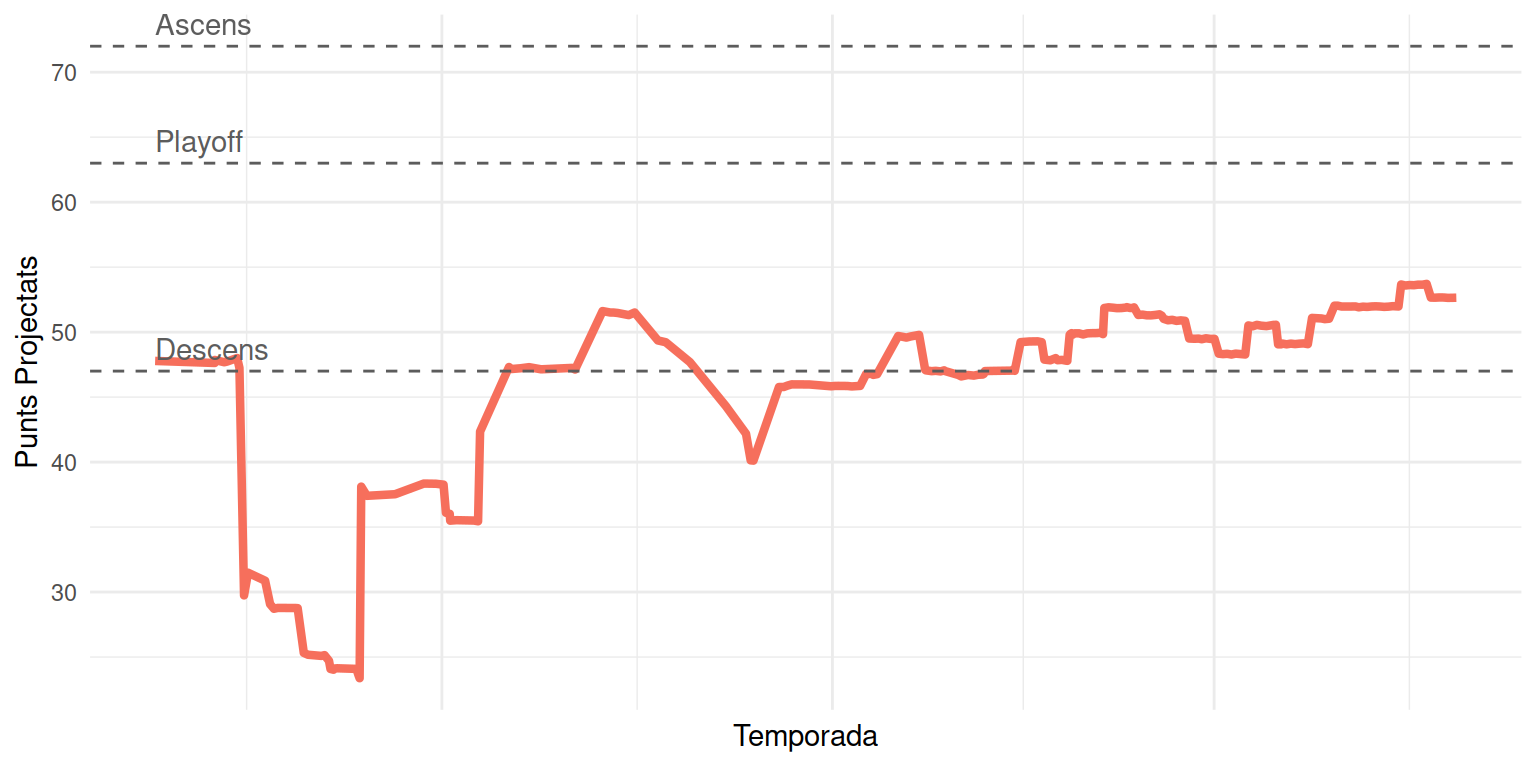 Ascens
70
Playoff
60
50
Descens
40
30
Punts Projectats
Temporada